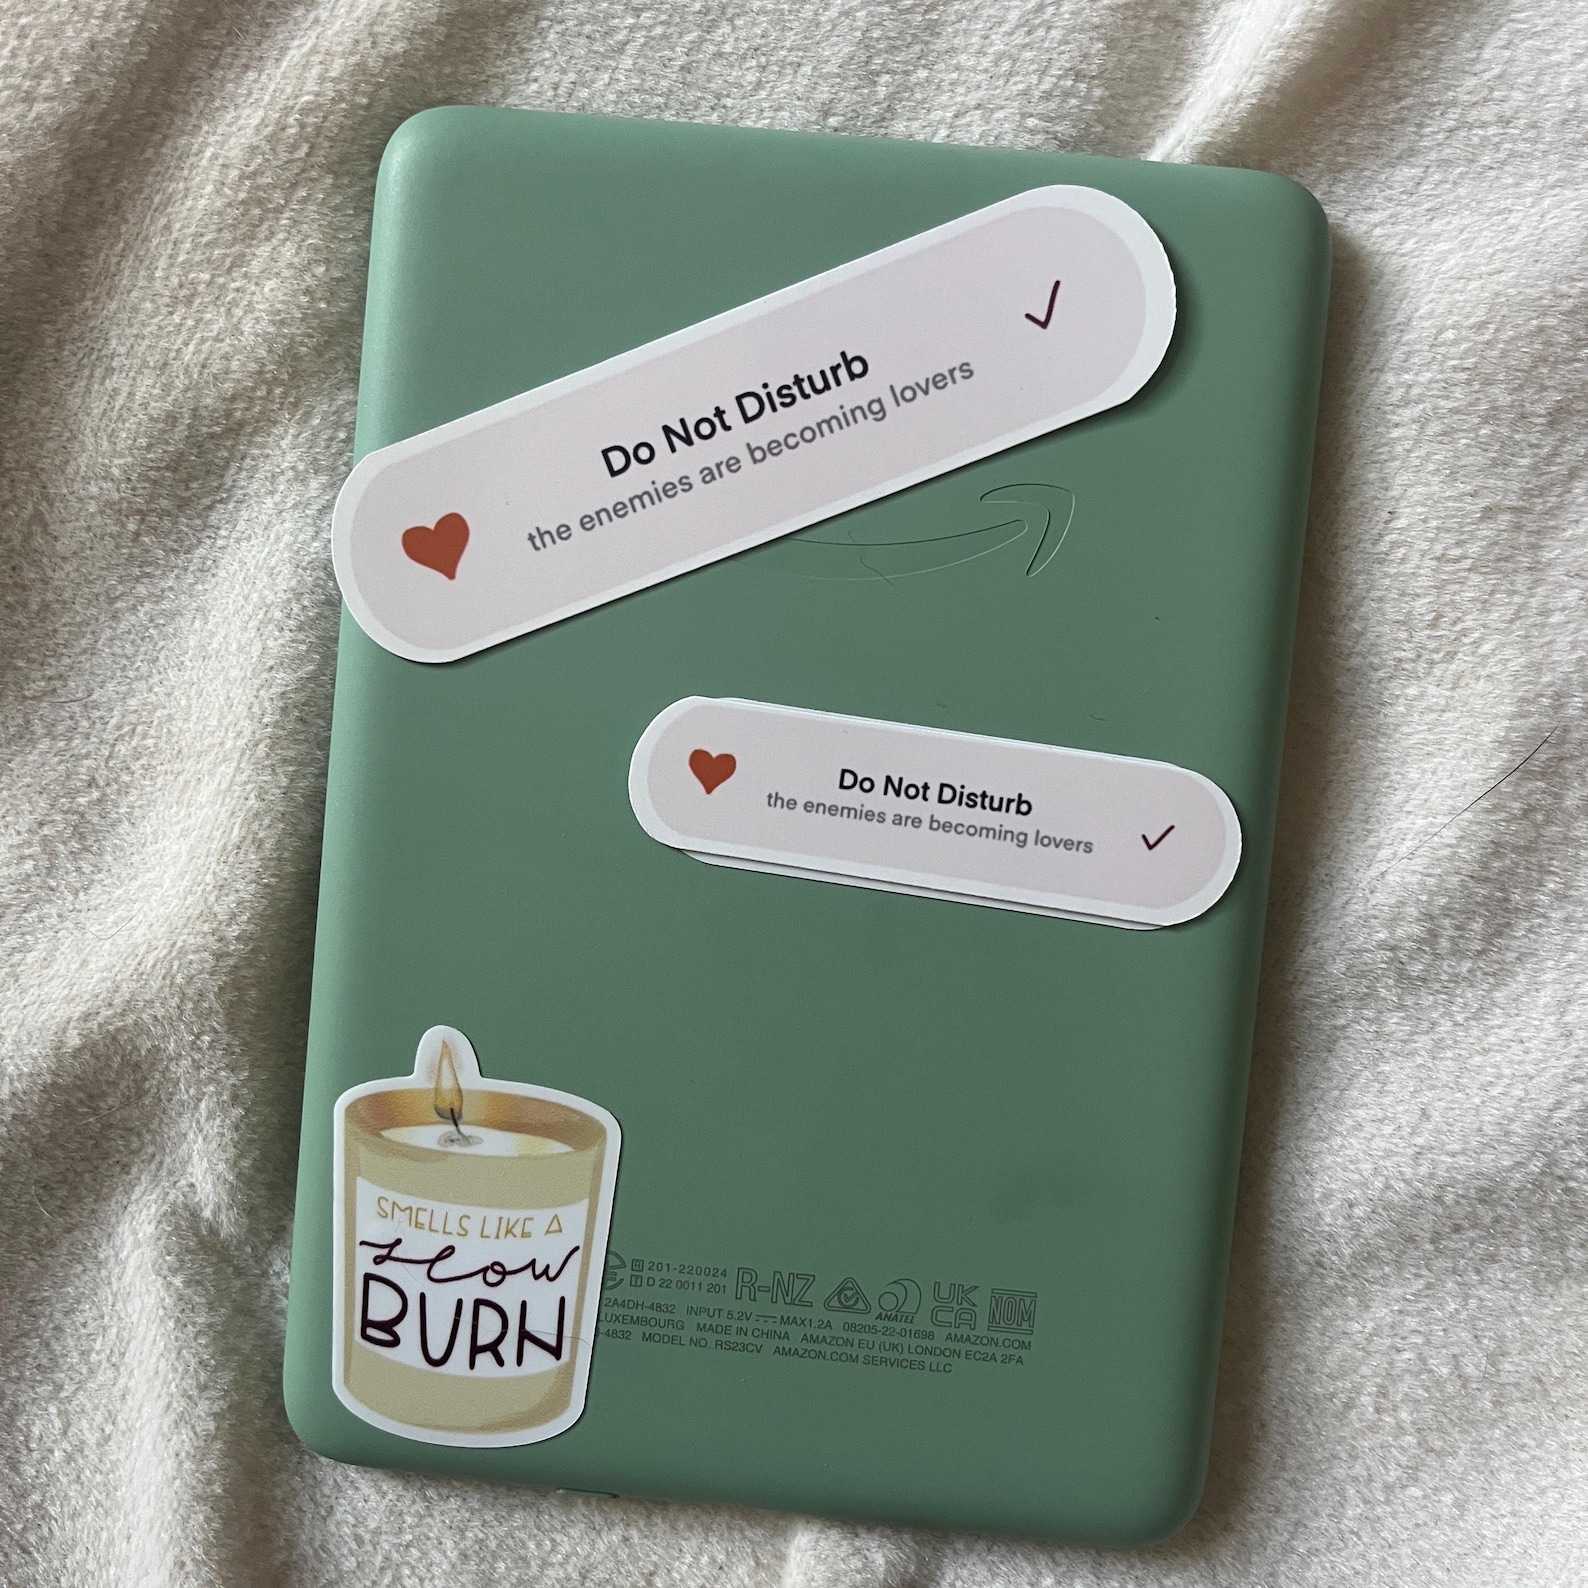 Do Not Disturb
the enemies are becoming lovers
Do Not Disturb
the enemies are becoming lovers
SMELLS LIKE A
slow
BURN
R 201-220024
T D 22 0011 201
R-NZ
ANATEL
UK
CA
NOM
2A4DH-4832 INPUT 5.2V MAX1.2A 08205-22-01698 AMAZON.COM
LUXEMBOURG MADE IN CHINA AMAZON EU (UK) LONDON EC2A 2FA
-4832 MODEL NO. RS23CV AMAZON.COM SERVICES LLC